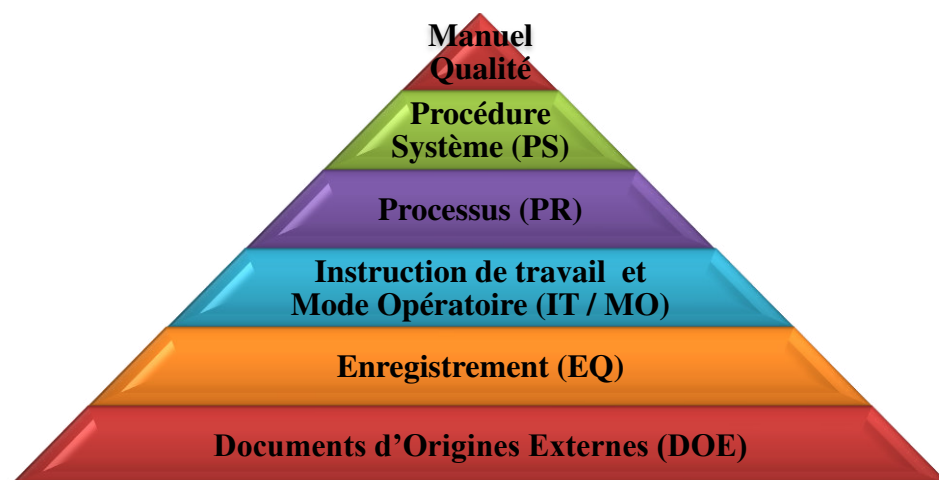 Manuel
Qualité
Procédure
Système (PS)
Processus (PR)
Instruction de travail et
Mode Opératoire (IT / MO)
Enregistrement (EQ)
Documents d’Origines Externes (DOE)